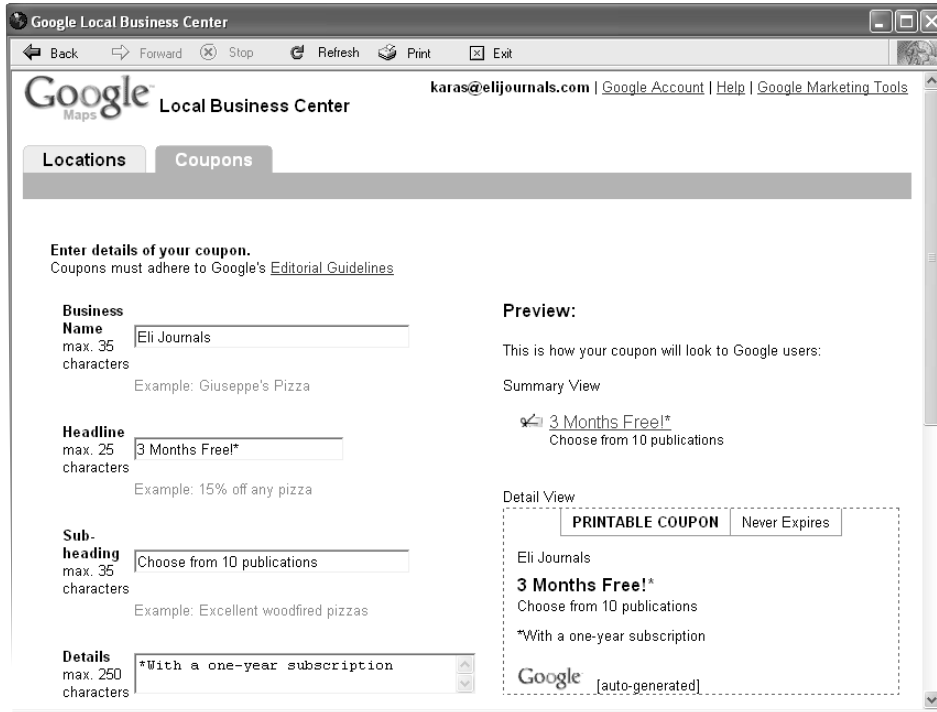 Google Local Business Center
Back Forward Stop Refresh Print Exit
karas@elijournals.com | Google Account | Help | Google Marketing Tools
Google Maps Local Business Center
Locations Coupons
Enter details of your coupon.
Coupons must adhere to Google's Editorial Guidelines
Business
Name
max. 35
characters
Eli Journals
Example: Giuseppe's Pizza
Headline
max. 25
characters
3 Months Free!*
Example: 15% off any pizza
Sub-
heading
max. 35
characters
Choose from 10 publications
Example: Excellent woodfired pizzas
Details
max. 250
characters
*With a one-year subscription
Preview:
This is how your coupon will look to Google users:
Summary View
3 Months Free!*
Choose from 10 publications
Detail View
PRINTABLE COUPON Never Expires
Eli Journals
3 Months Free!*
Choose from 10 publications
*With a one-year subscription
Google [auto-generated]